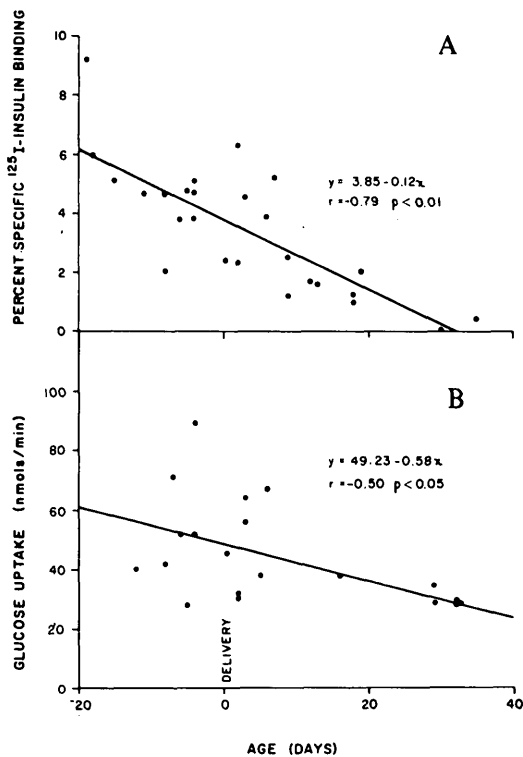 A
PERCENT SPECIFIC ¹²⁵I-INSULIN BINDING
10
8
6
4
2
0
y = 3.85 -0.12x
r = -0.79 p < 0.01
B
GLUCOSE UPTAKE (nmols/min)
100
80
60
40
20
0
y = 49.23 -0.58x
r = -0.50 p < 0.05
DELIVERY
-20
0
20
40
AGE (DAYS)